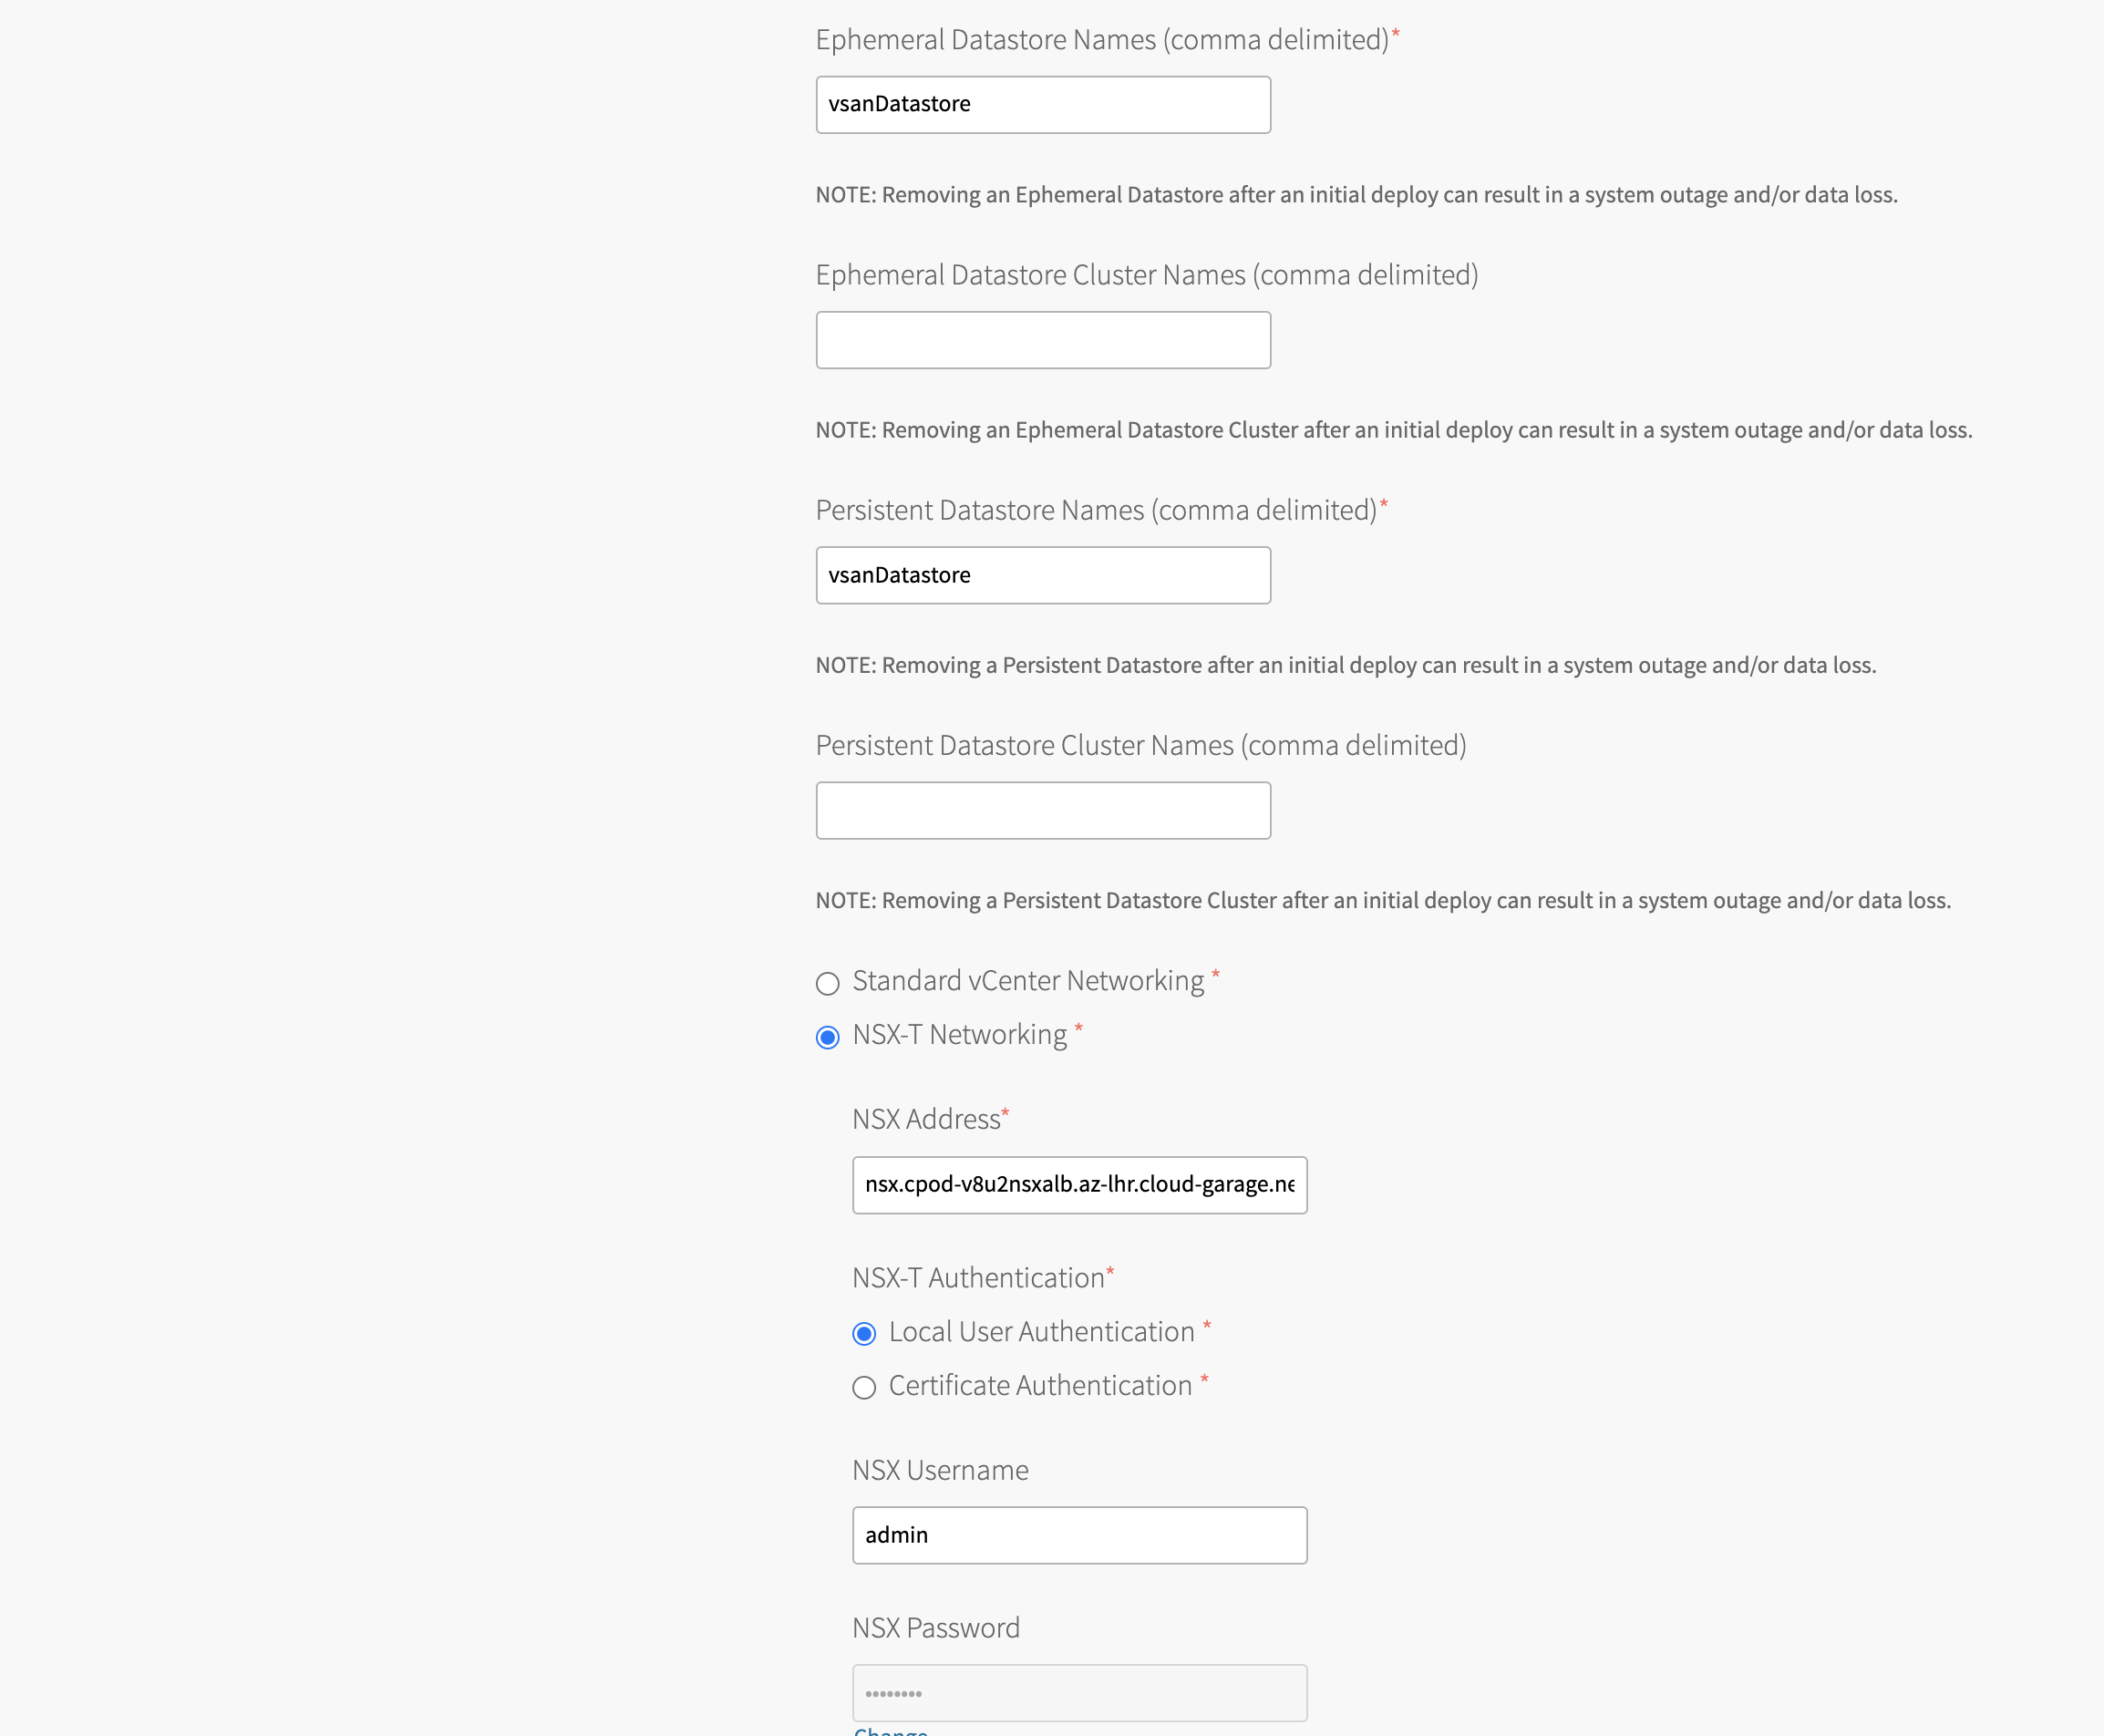 Ephemeral Datastore Names (comma delimited)*
vsanDatastore
NOTE: Removing an Ephemeral Datastore after an initial deploy can result in a system outage and/or data loss.
Ephemeral Datastore Cluster Names (comma delimited)
NOTE: Removing an Ephemeral Datastore Cluster after an initial deploy can result in a system outage and/or data loss.
Persistent Datastore Names (comma delimited)*
vsanDatastore
NOTE: Removing a Persistent Datastore after an initial deploy can result in a system outage and/or data loss.
Persistent Datastore Cluster Names (comma delimited)
NOTE: Removing a Persistent Datastore Cluster after an initial deploy can result in a system outage and/or data loss.
Standard vCenter Networking *
NSX-T Networking *
NSX Address*
nsx.cpod-v8u2nsxalb.az-lhr.cloud-garage.ne
NSX-T Authentication*
Local User Authentication *
Certificate Authentication *
NSX Username
admin
NSX Password
••••••••
Change